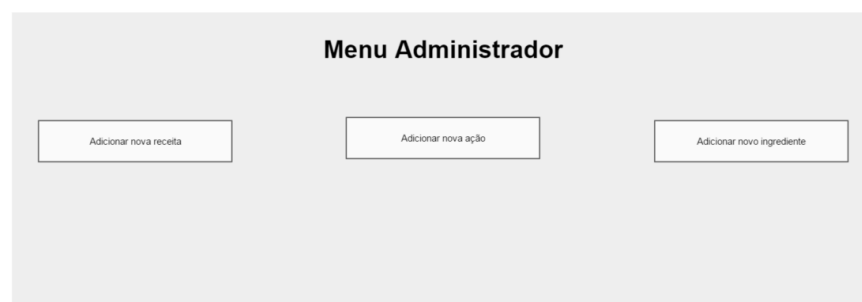 Menu Administrador
Adicionar nova receita
Adicionar nova ação
Adicionar novo ingrediente